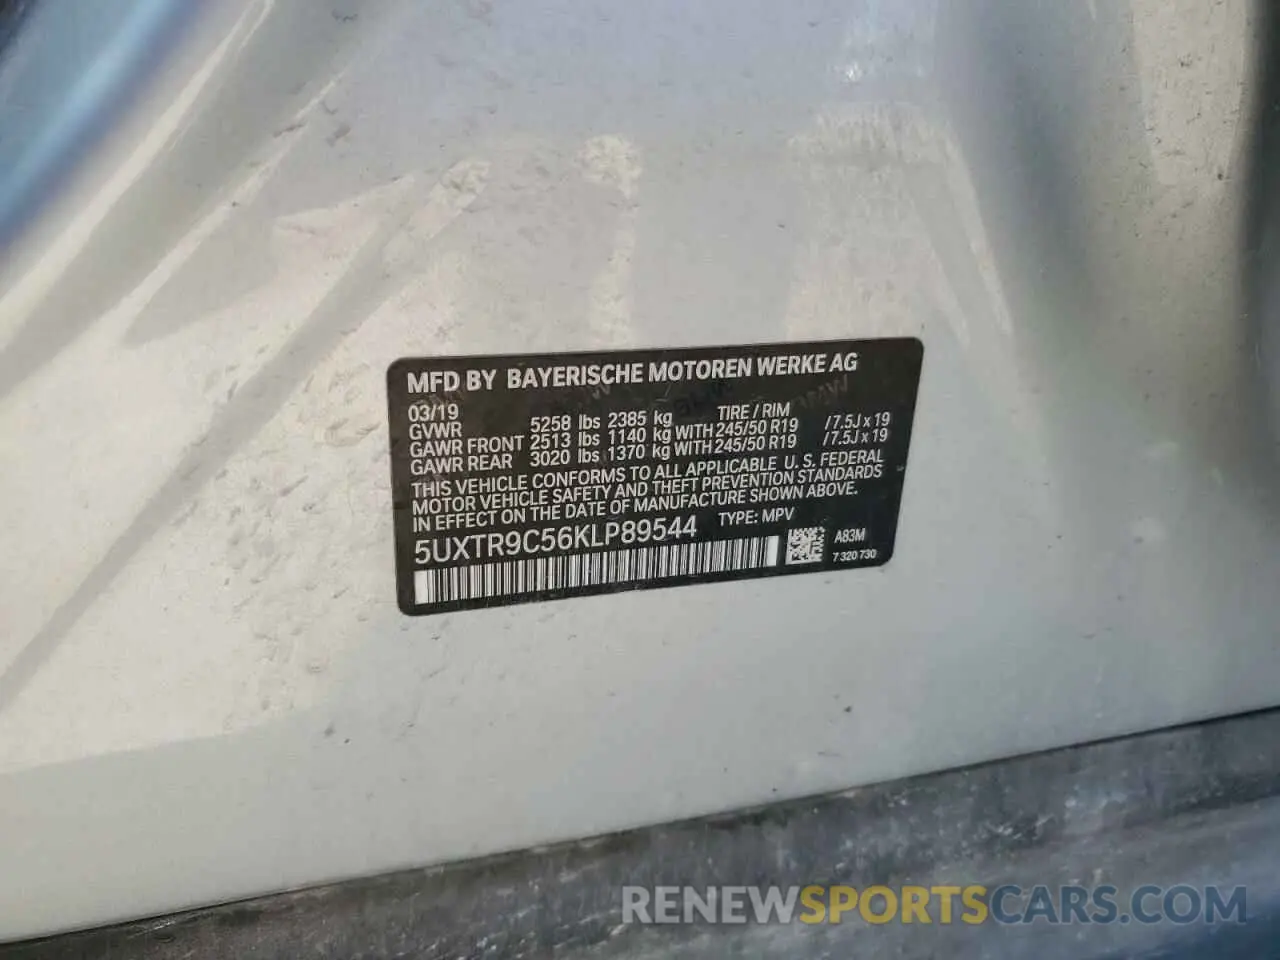 MFD BY BAYERISCHE MOTOREN WERKE AG
03/19 TIRE / RIM
GVWR 5258 lbs 2385 kg
GAWR FRONT 2513 lbs 1140 kg WITH 245/50 R19 / 7.5J x 19
GAWR REAR 3020 lbs 1370 kg WITH 245/50 R19 / 7.5J x 19
THIS VEHICLE CONFORMS TO ALL APPLICABLE U. S. FEDERAL
MOTOR VEHICLE SAFETY AND THEFT PREVENTION STANDARDS
IN EFFECT ON THE DATE OF MANUFACTURE SHOWN ABOVE.
5UXTR9C56KLP89544 TYPE: MPV
A83M
7 320 730
RENEWSPORTSCARS.COM